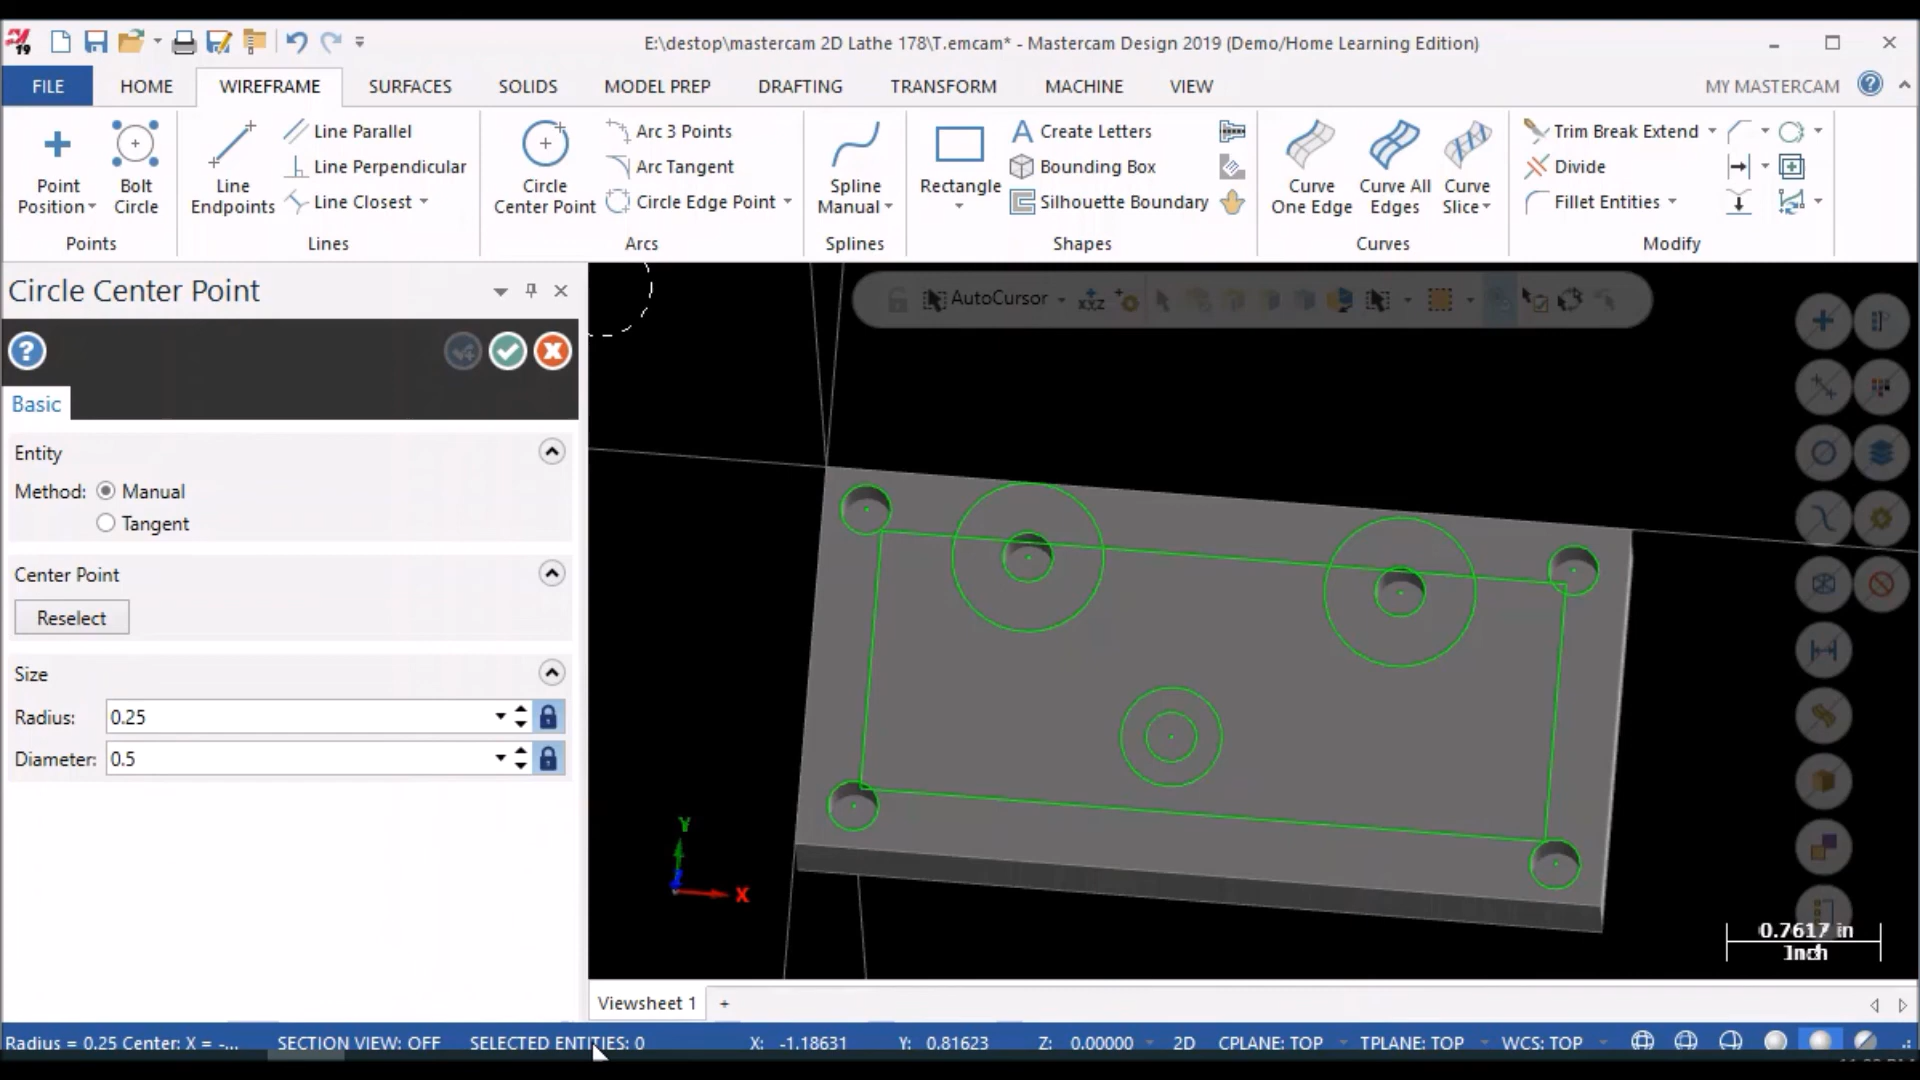 19
E:\destop\mastercam 2D Lathe 178\T.emcam* - Mastercam Design 2019 (Demo/Home Learning Edition)
FILE HOME WIREFRAME SURFACES SOLIDS MODEL PREP DRAFTING TRANSFORM MACHINE VIEW MY MASTERCAM ?
Point Position
Bolt Circle
Points
Line Endpoints
Line Parallel
Line Perpendicular
Line Closest
Lines
Circle Center Point
Arc 3 Points
Arc Tangent
Circle Edge Point
Arcs
Spline Manual
Splines
Rectangle
Create Letters
Bounding Box
Silhouette Boundary
Shapes
Curve One Edge
Curve All Edges
Curve Slice
Curves
Trim Break Extend
Divide
Fillet Entities
Modify
Circle Center Point
?
Basic
Entity
Method: Manual
Tangent
Center Point
Reselect
Size
Radius: 0.25
Diameter: 0.5
AutoCursor
XYZ
Y
X
0.7617 in
Inch
Viewsheet 1 +
Radius = 0.25 Center: X = -... SECTION VIEW: OFF SELECTED ENTITIES: 0 X: -1.18631 Y: 0.81623 Z: 0.00000 2D CPLANE: TOP TPLANE: TOP WCS: TOP